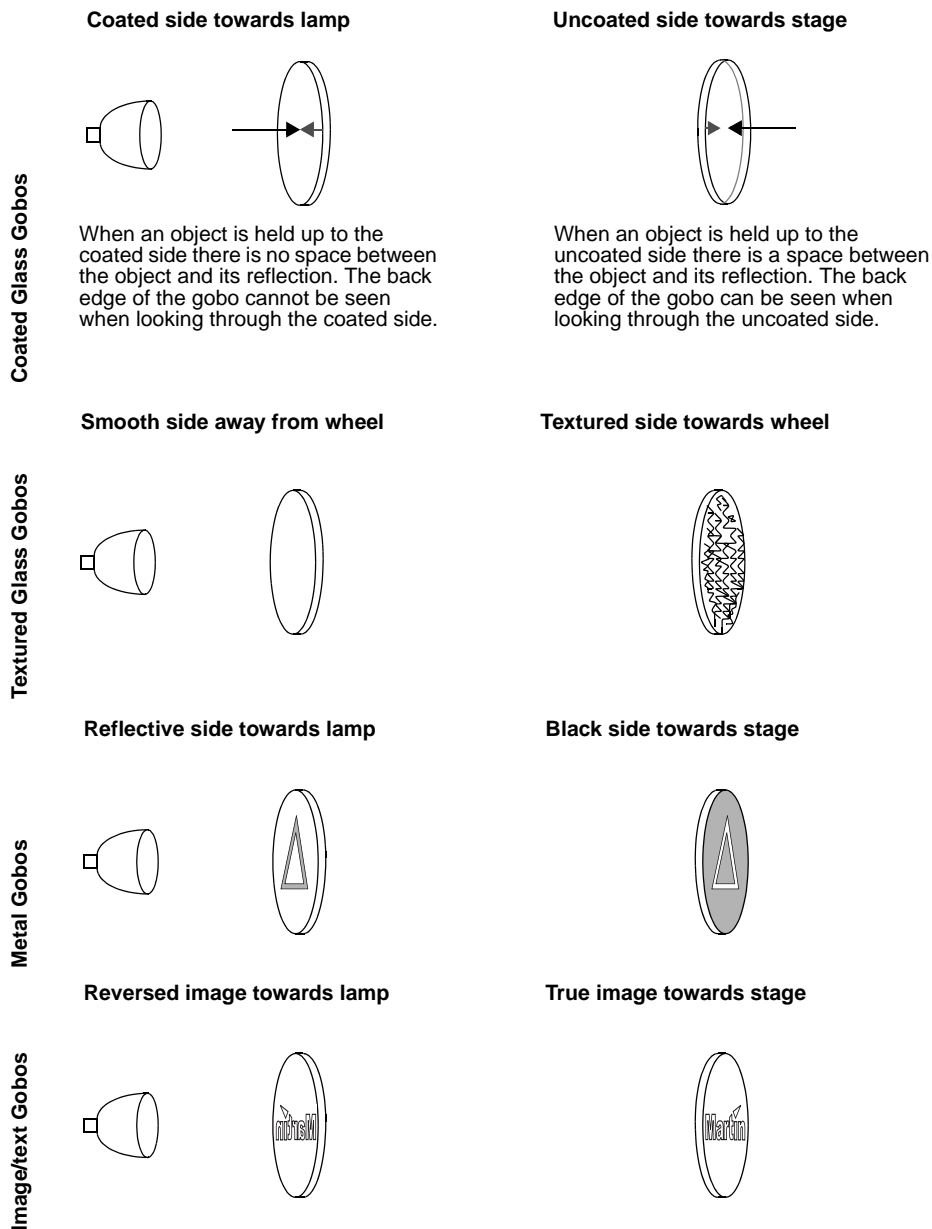 Coated Glass Gobos
Coated side towards lamp
Uncoated side towards stage
When an object is held up to the
coated side there is no space between
the object and its reflection. The back
edge of the gobo cannot be seen
when looking through the coated side.
When an object is held up to the
uncoated side there is a space between
the object and its reflection. The back
edge of the gobo can be seen when
looking through the uncoated side.
Textured Glass Gobos
Smooth side away from wheel
Textured side towards wheel
Metal Gobos
Reflective side towards lamp
Black side towards stage
Image/text Gobos
Reversed image towards lamp
True image towards stage
Martin
Martin